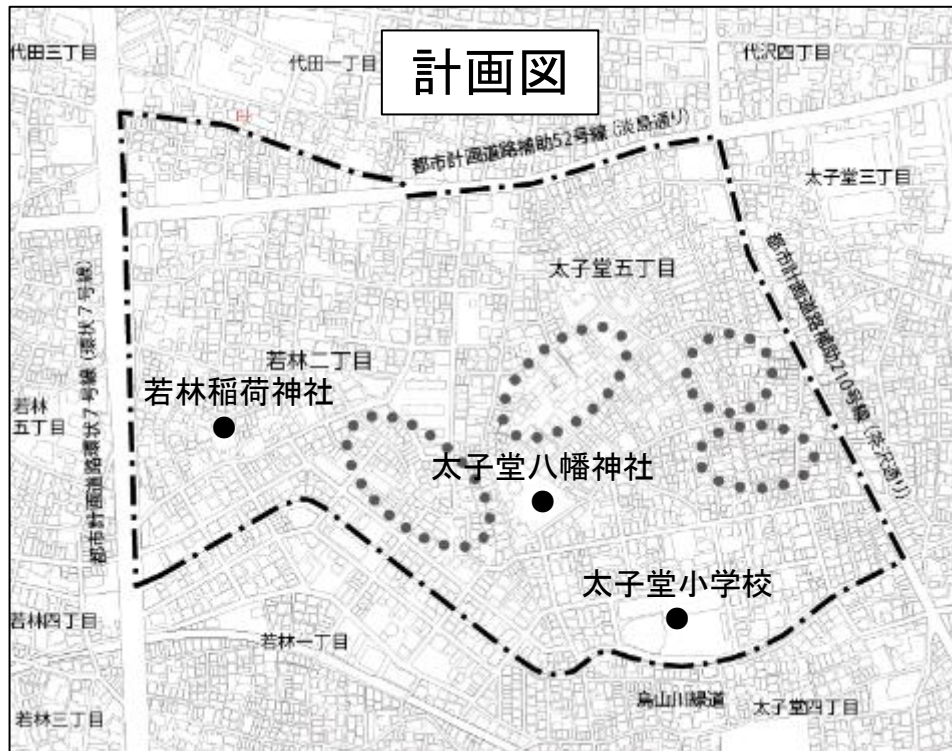 計画図
代田三丁目
代田一丁目
代沢四丁目
都市計画道路補助52号線(淡島通り)
太子堂三丁目
太子堂五丁目
都市計画道路補助210号線(茶沢通り)
都市計画道路環状7号線(環状7号線)
若林二丁目
若林稲荷神社
若林
五丁目
太子堂八幡神社
太子堂小学校
若林四丁目
若林一丁目
烏山川緑道
太子堂四丁目
若林三丁目